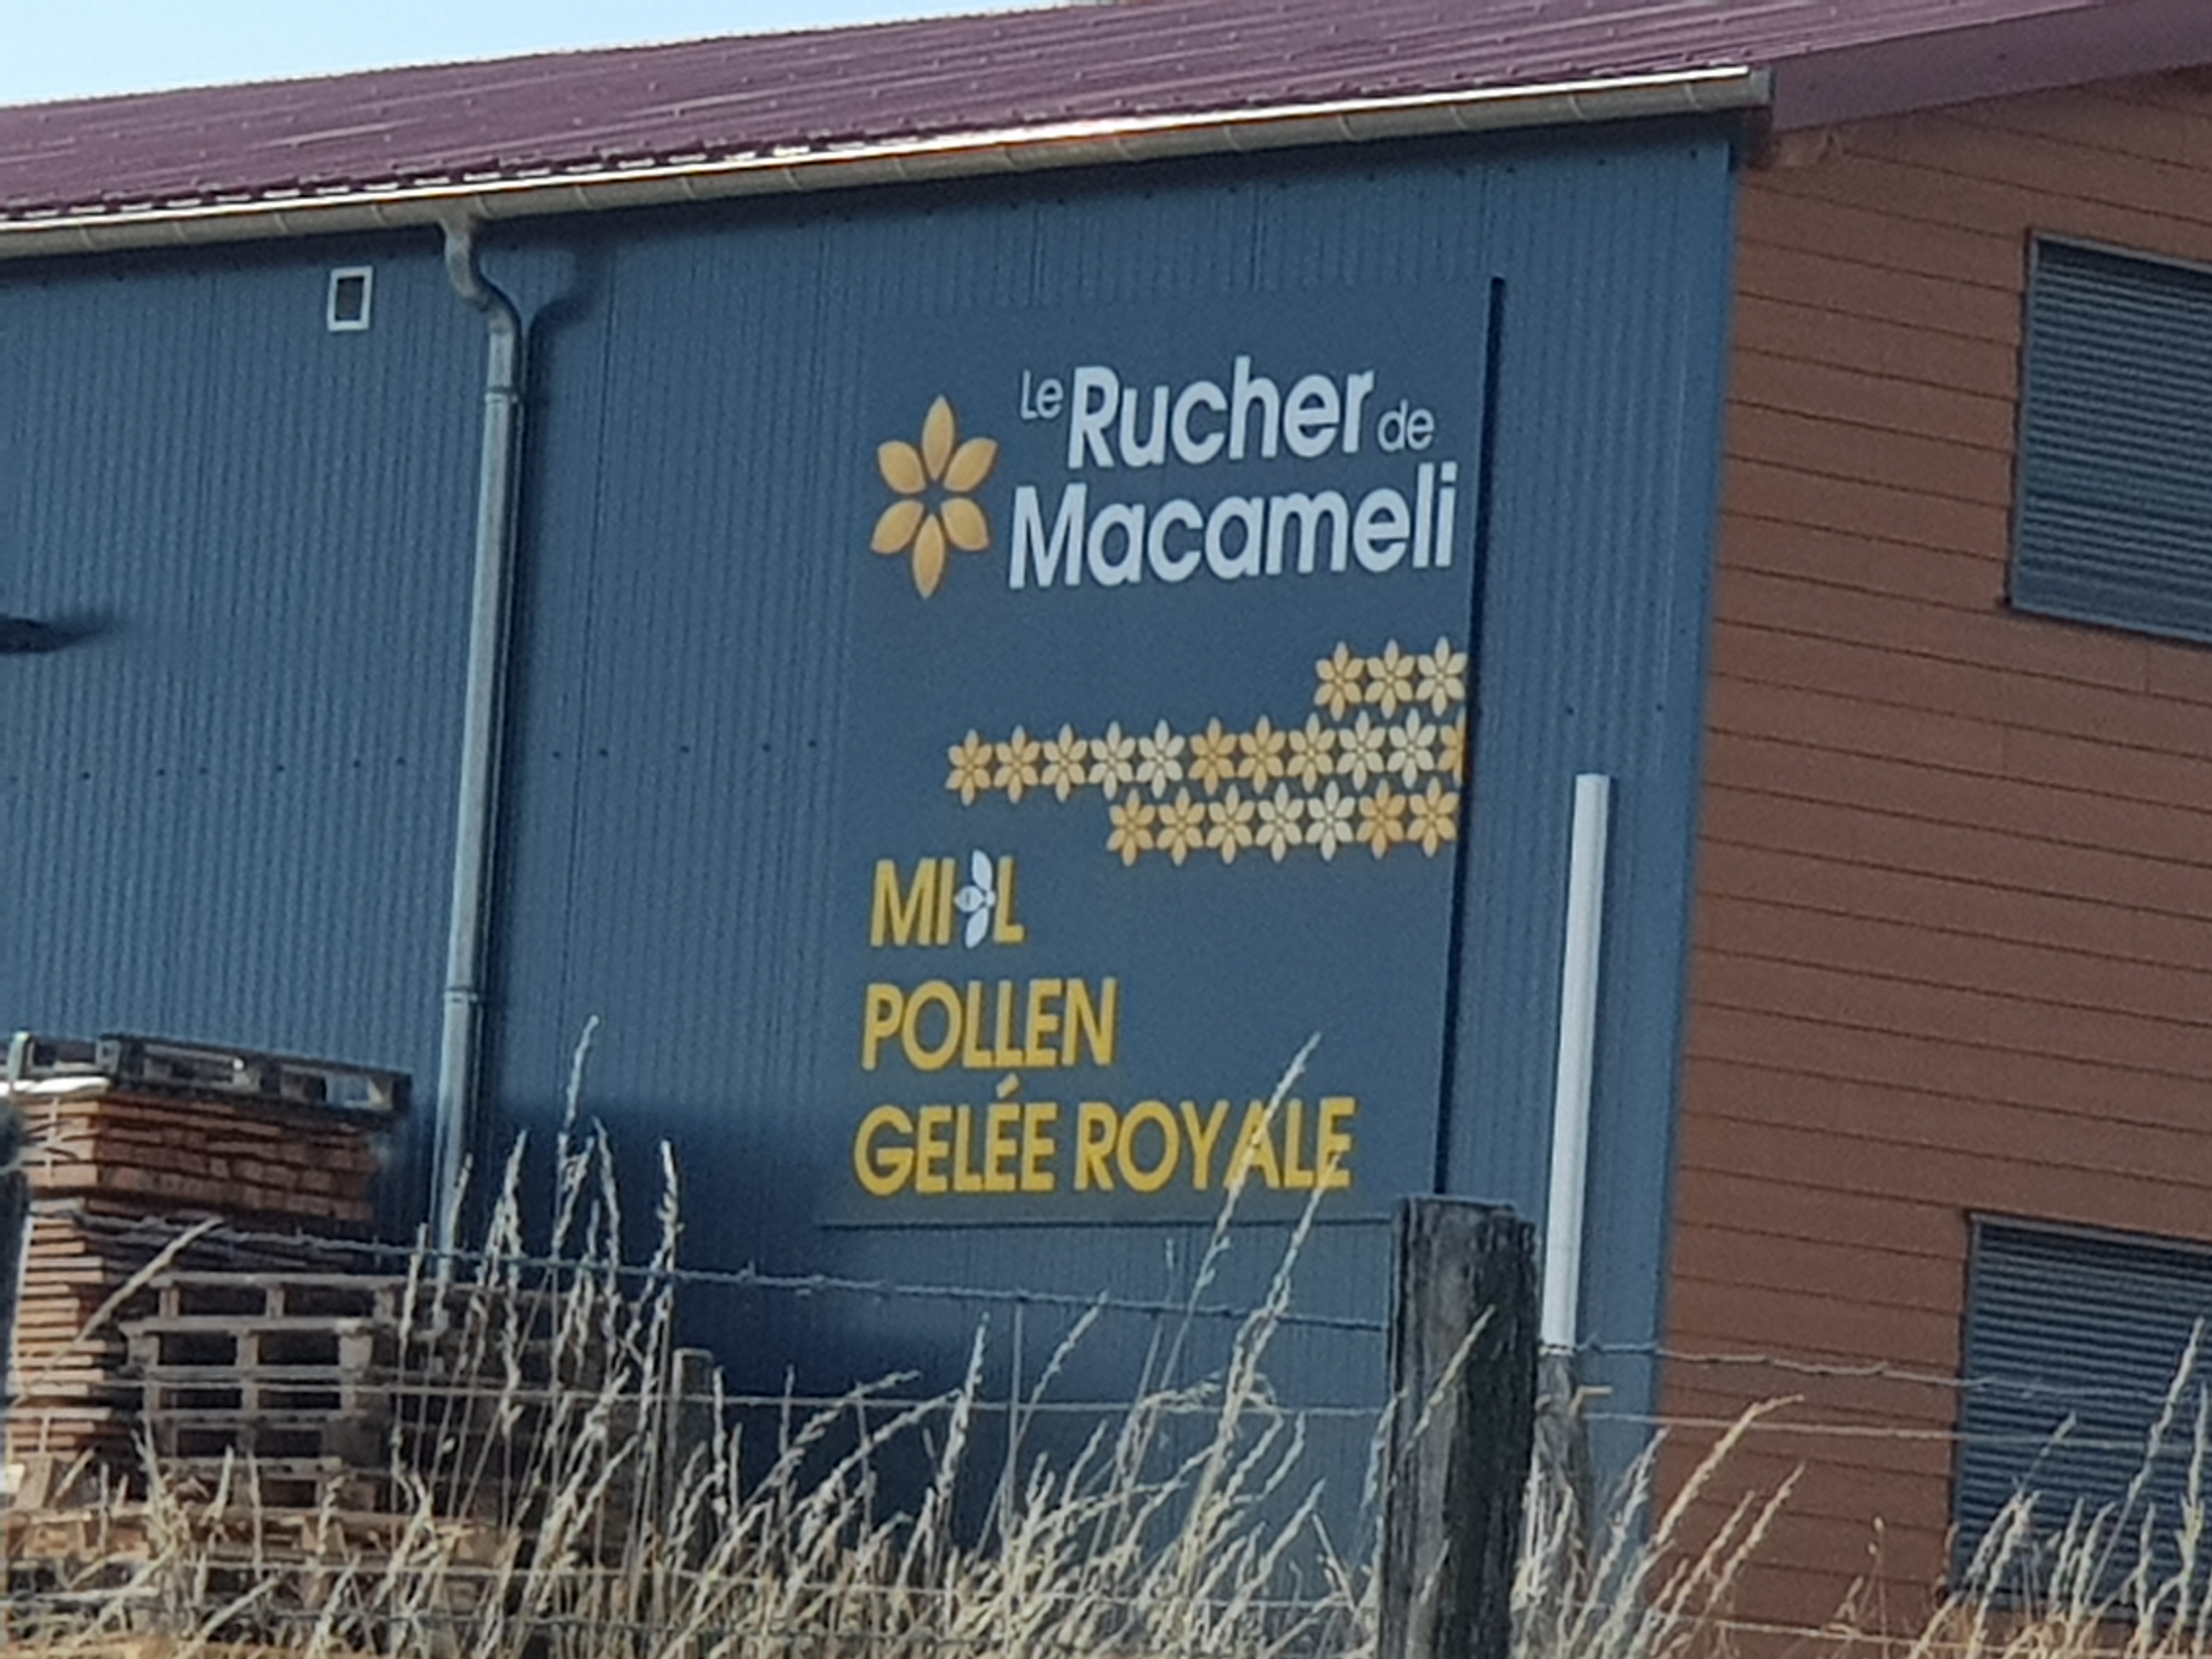 Le Rucher de
Macameli
MIEL
POLLEN
GELÉE ROYALE